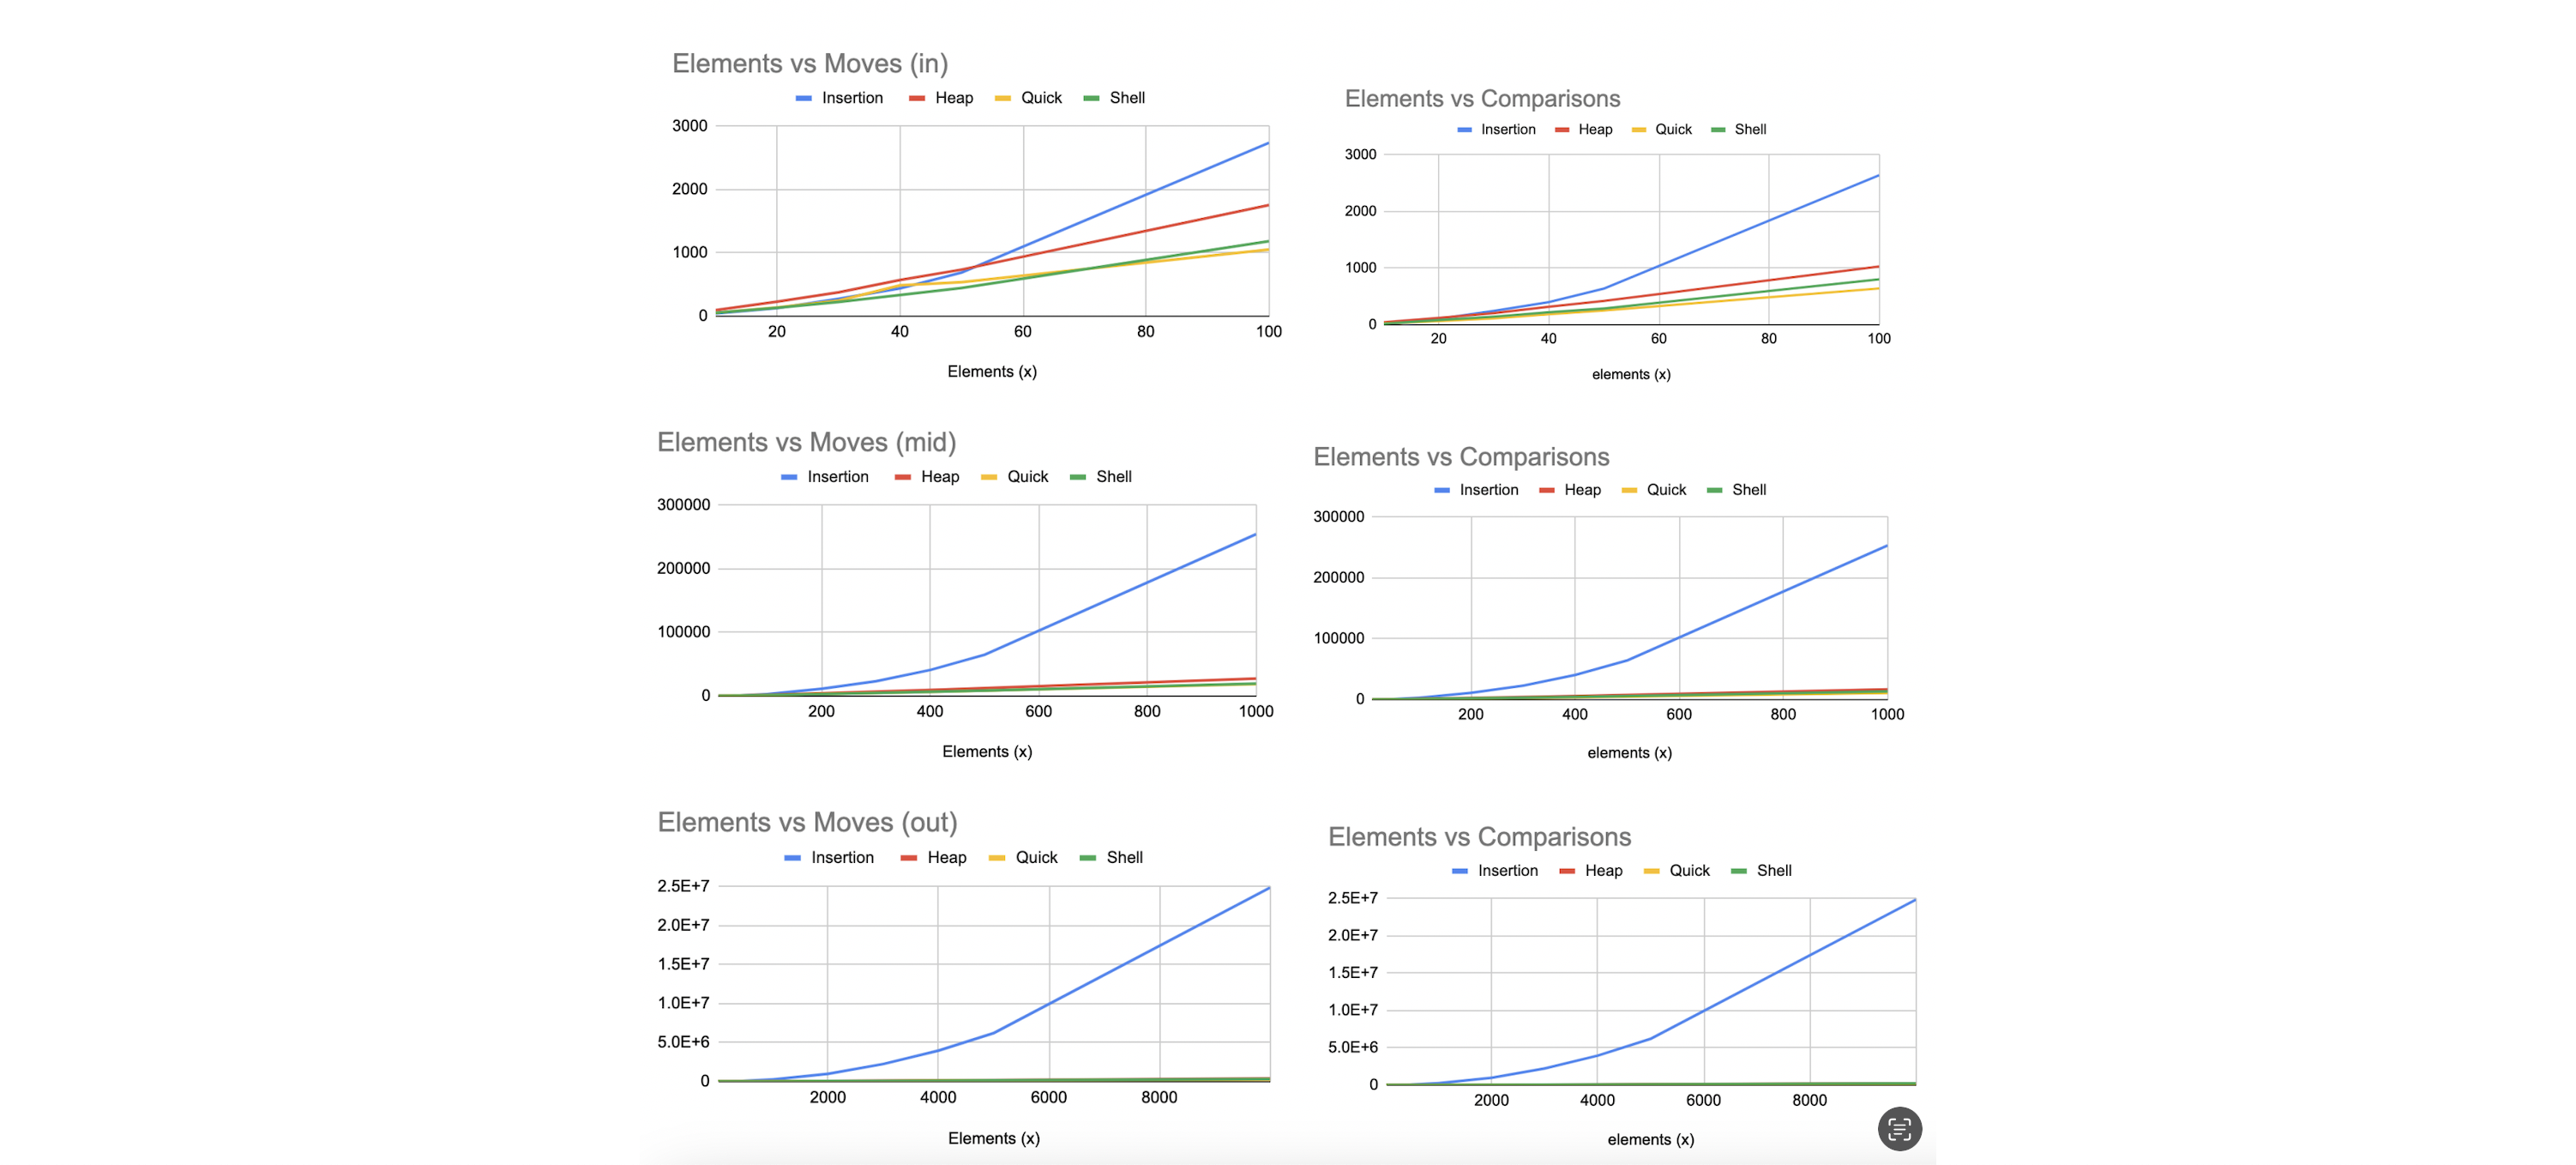 Elements vs Moves (in)
Insertion Heap Quick Shell
3000
2000
1000
0
20 40 60 80 100
Elements (x)
Elements vs Comparisons
Insertion Heap Quick Shell
3000
2000
1000
0
20 40 60 80 100
elements (x)
Elements vs Moves (mid)
Insertion Heap Quick Shell
300000
200000
100000
0
200 400 600 800 1000
Elements (x)
Elements vs Comparisons
Insertion Heap Quick Shell
300000
200000
100000
0
200 400 600 800 1000
elements (x)
Elements vs Moves (out)
Insertion Heap Quick Shell
2.5E+7
2.0E+7
1.5E+7
1.0E+7
5.0E+6
0
2000 4000 6000 8000
Elements (x)
Elements vs Comparisons
Insertion Heap Quick Shell
2.5E+7
2.0E+7
1.5E+7
1.0E+7
5.0E+6
0
2000 4000 6000 8000
elements (x)